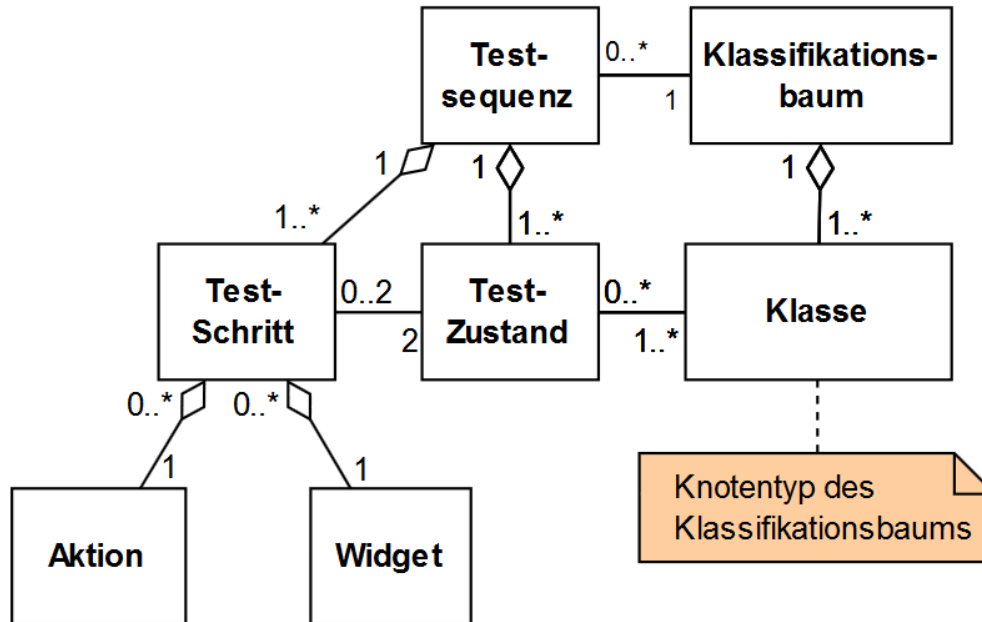 Test-
sequenz
0..*
1
Klassifikations-
baum
1
1..*
1
1..*
1
1..*
Test-
Schritt
0..2
2
Test-
Zustand
0..*
1..*
Klasse
0..*
1
0..*
1
Aktion
Widget
Knotentyp des
Klassifikationsbaums